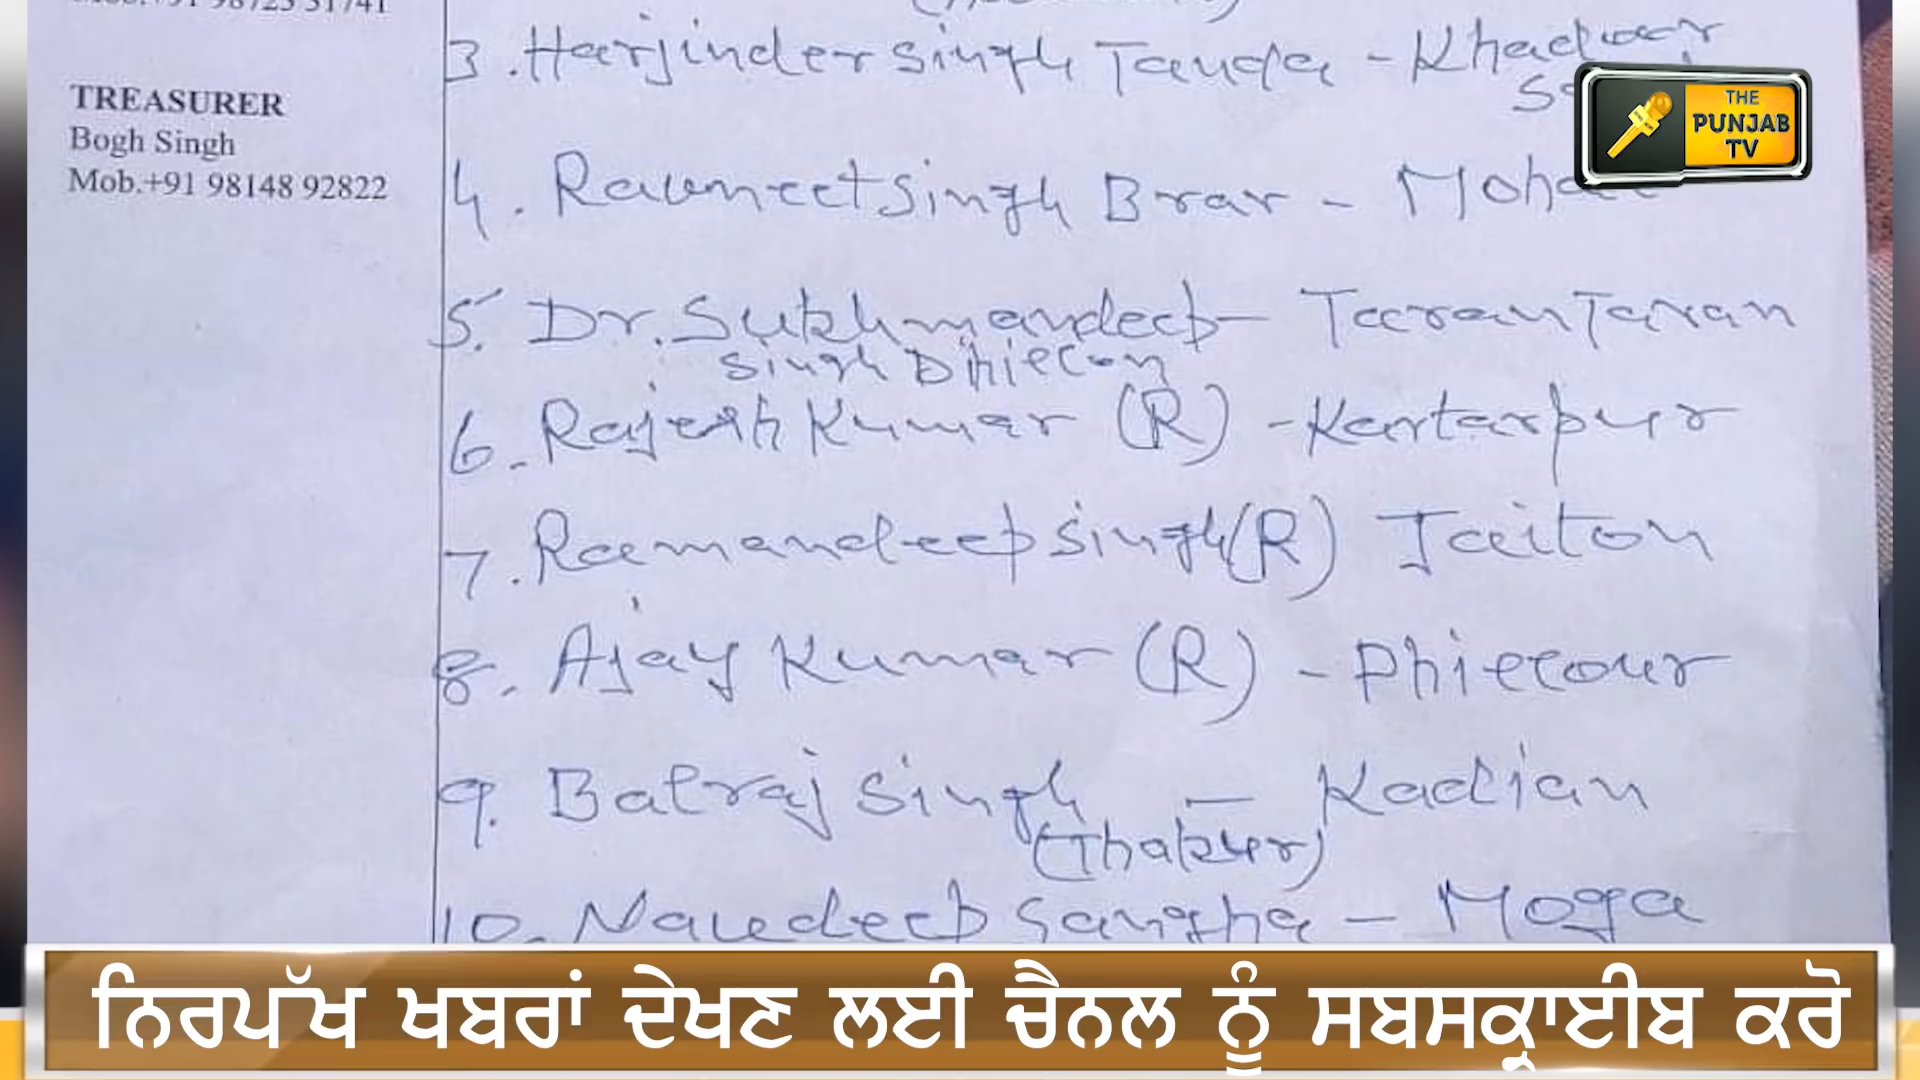 TREASURER
Bogh Singh
Mob.+91 98148 92822
3. Harjinder Singh Tanda - Khadoor
4. Ravneet Singh Brar -
5. Dr. Sukhmandeep - TaranTaran
Singh Dhillon
6. Rajesh Kumar (R) - Kartarpur
7. Ramandeep Singh (R) Jaiton
8. Ajay Kumar (R) - Phillour
9. Balraj Singh - Kadian
(Thakur)
10. Navdeep Sangha - Moga
THE
PUNJAB
TV
ਨਿਰਪੱਖ ਖਬਰਾਂ ਦੇਖਣ ਲਈ ਚੈਨਲ ਨੂੰ ਸਬਸਕ੍ਰਾਈਬ ਕਰੋ